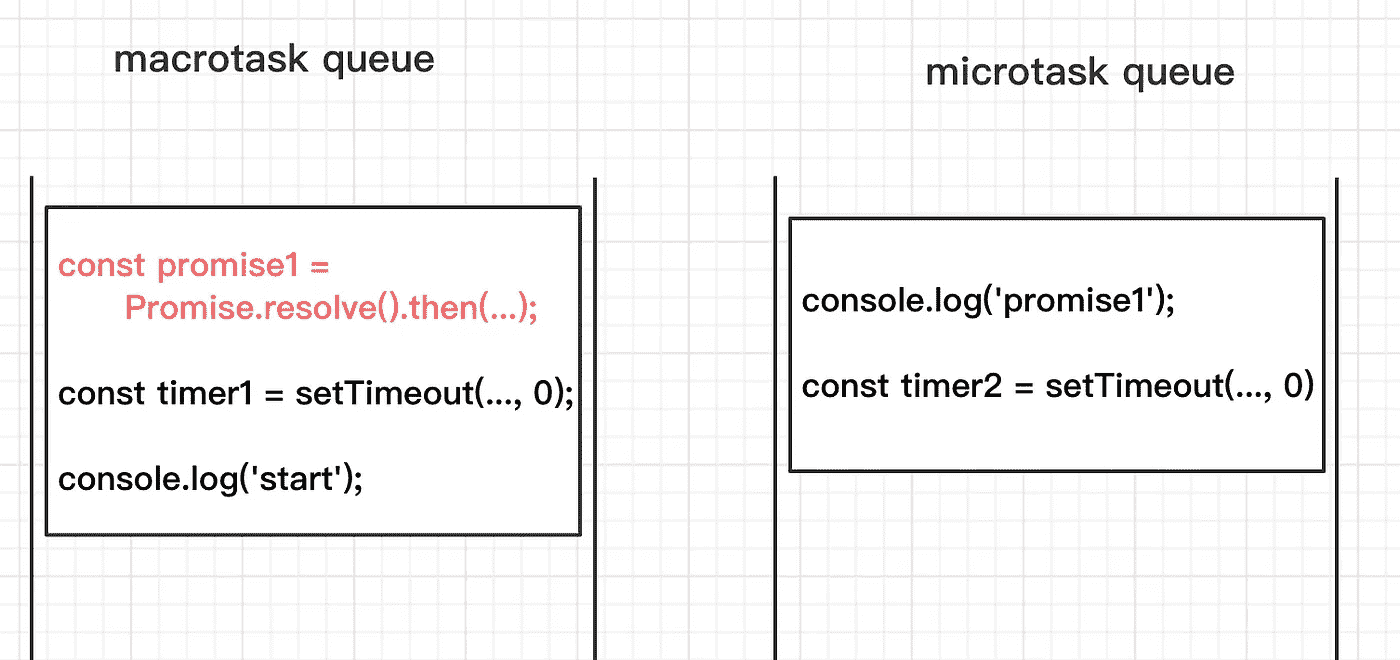 macrotask queue
microtask queue
const promise1 =
Promise.resolve().then(...);
const timer1 = setTimeout(..., 0);
console.log('start');
console.log('promise1');
const timer2 = setTimeout(..., 0)